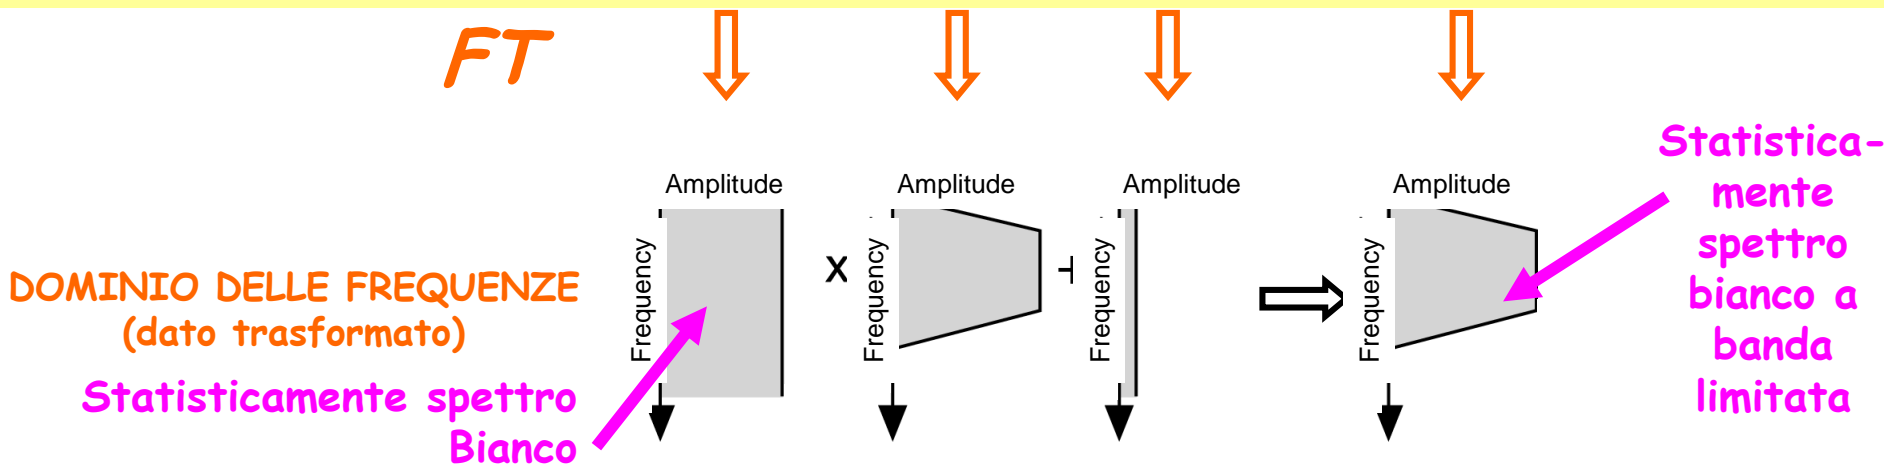 FT
Amplitude Amplitude Amplitude Amplitude
Frequency X Frequency Frequency Frequency
DOMINIO DELLE FREQUENZE
(dato trasformato)
Statisticamente spettro
Bianco
Statistica-
mente
spettro
bianco a
banda
limitata